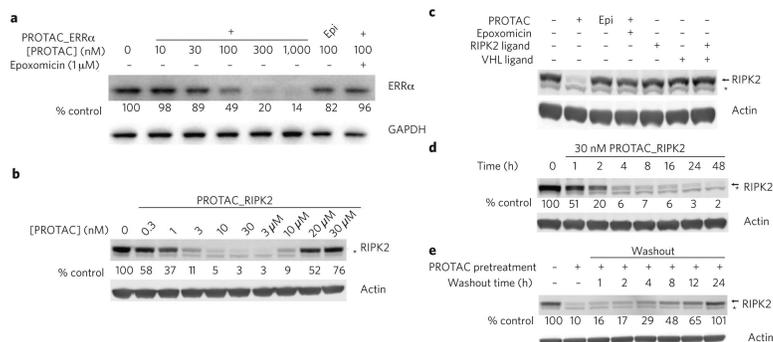 a
PROTAC_ERRα + Epi +
[PROTAC] (nM) 0 10 30 100 300 1,000 100 100
Epoxomicin (1 μM) – – – – – – – +
ERRα
% control 100 98 89 49 20 14 82 96
GAPDH
b
PROTAC_RIPK2
[PROTAC] (nM) 0 0.3 1 3 10 30 3 μM 10 μM 20 μM 30 μM
* RIPK2
% control 100 58 37 11 5 3 3 9 52 76
Actin
c
PROTAC – + Epi + – – –
Epoxomicin – – – + – – –
RIPK2 ligand – – – – + – +
VHL ligand – – – – – + +
← RIPK2
*
Actin
d
30 nM PROTAC_RIPK2
Time (h) 0 1 2 4 8 16 24 48
← RIPK2
*
% control 100 51 20 6 7 6 3 2
Actin
e
Washout
PROTAC pretreatment – + + + + + + +
Washout time (h) – – 1 2 4 8 12 24
← RIPK2
*
% control 100 10 16 17 29 48 65 101
Actin